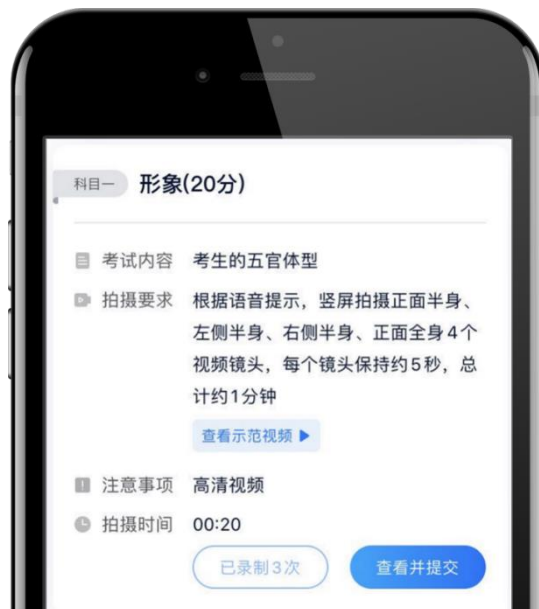 科目一 形象(20分)
考试内容 考生的五官体型
拍摄要求 根据语音提示，竖屏拍摄正面半身、
左侧半身、右侧半身、正面全身4个
视频镜头，每个镜头保持约5秒，总
计约1分钟
查看示范视频
注意事项 高清视频
拍摄时间 00:20
已录制3次 查看并提交